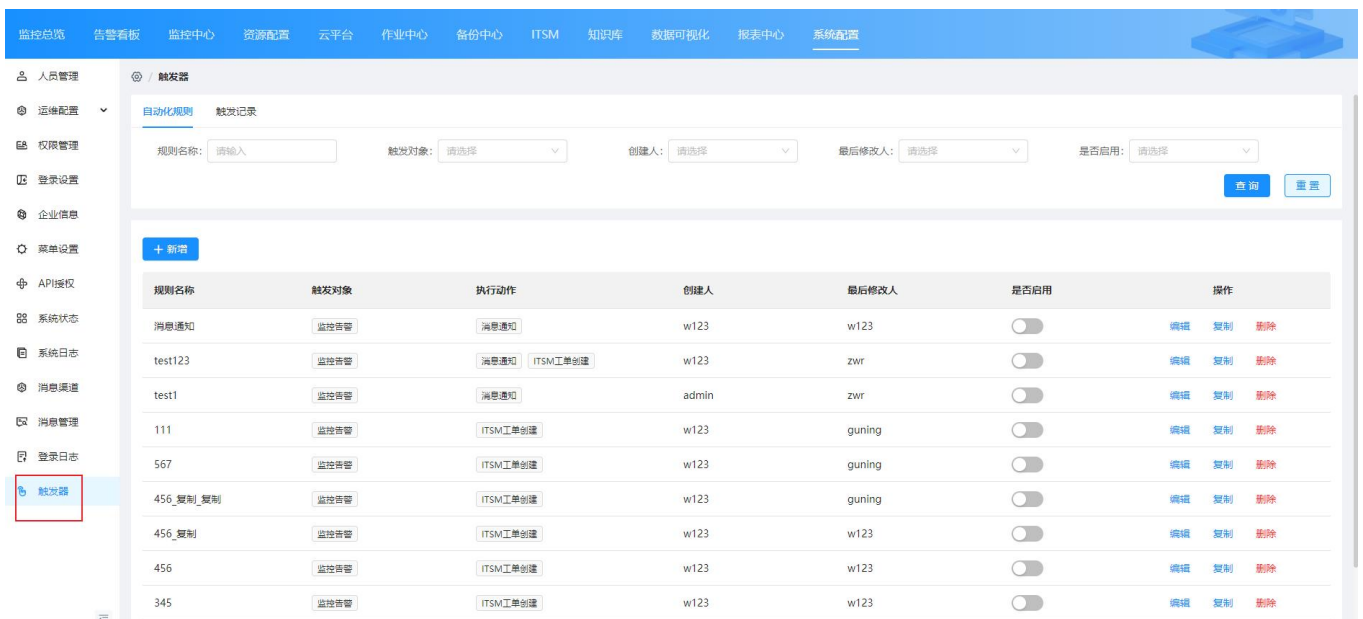 监控总览 告警看板 监控中心 资源配置 云平台 作业中心 备份中心 ITSM 知识库 数据可视化 报表中心 系统配置
人员管理
运维配置
权限管理
登录设置
企业信息
菜单设置
API授权
系统状态
系统日志
消息渠道
消息管理
登录日志
触发器
/ 触发器
自动化规则 触发记录
规则名称: 请输入 触发对象: 请选择 创建人: 请选择 最后修改人: 请选择 是否启用: 请选择
查询 重置
+ 新增
规则名称 触发对象 执行动作 创建人 最后修改人 是否启用 操作
消息通知 监控告警 消息通知 w123 w123 编辑 复制 删除
test123 监控告警 消息通知 ITSM工单创建 w123 zwr 编辑 复制 删除
test1 监控告警 消息通知 admin zwr 编辑 复制 删除
111 监控告警 ITSM工单创建 w123 guning 编辑 复制 删除
567 监控告警 ITSM工单创建 w123 guning 编辑 复制 删除
456_复制_复制 监控告警 ITSM工单创建 w123 guning 编辑 复制 删除
456_复制 监控告警 ITSM工单创建 w123 w123 编辑 复制 删除
456 监控告警 ITSM工单创建 w123 w123 编辑 复制 删除
345 监控告警 ITSM工单创建 w123 w123 编辑 复制 删除